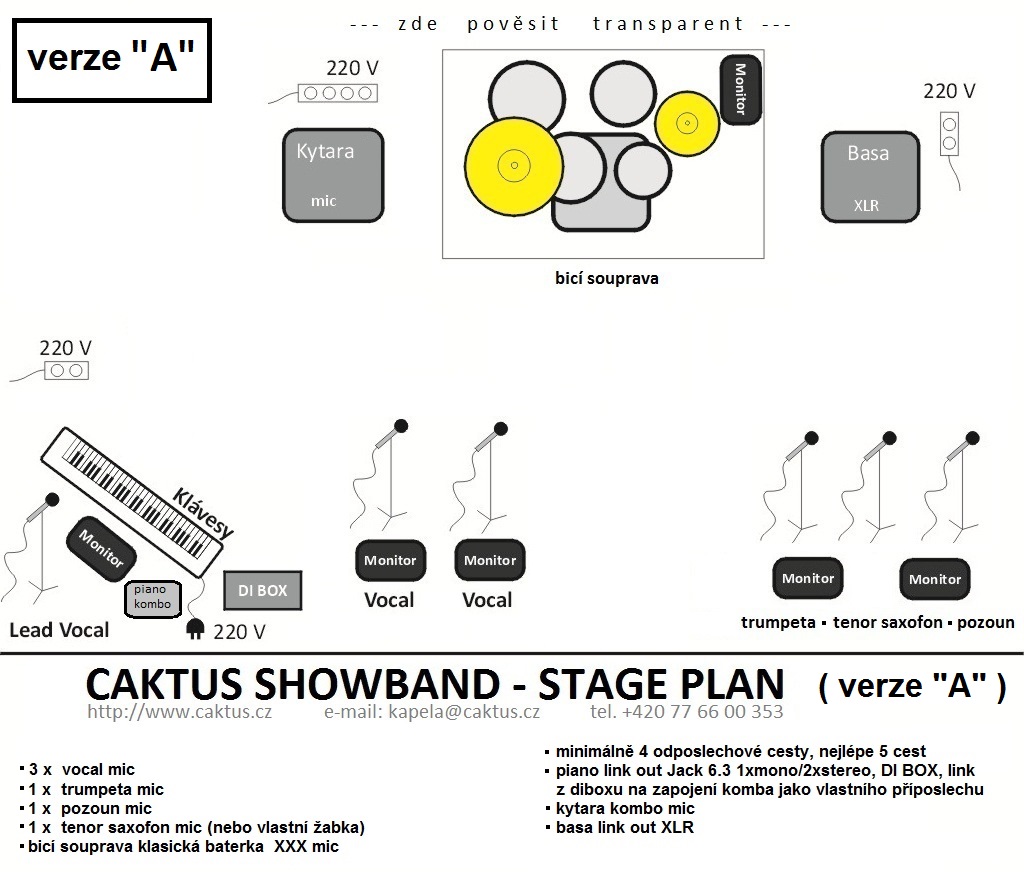 --- zde pověsit transparent ---
verze "A"
220 V
Monitor
220 V
Kytara
mic
Basa
XLR
bicí souprava
220 V
Klávesy
Monitor
piano
kombo
DI BOX
Monitor
Monitor
Monitor
Monitor
Vocal
Vocal
trumpeta ▪ tenor saxofon ▪ pozoun
Lead Vocal
220 V
CAKTUS SHOWBAND - STAGE PLAN ( verze "A" )
http://www.caktus.cz e-mail: kapela@caktus.cz tel. +420 77 66 00 353
▪ 3 x vocal mic
▪ 1 x trumpeta mic
▪ 1 x pozoun mic
▪ 1 x tenor saxofon mic (nebo vlastní žabka)
▪ bicí souprava klasická baterka XXX mic
▪ minimálně 4 odposlechové cesty, nejlépe 5 cest
▪ piano link out Jack 6.3 1xmono/2xstereo, DI BOX, link
z diboxu na zapojení komba jako vlastního příposlechu
▪ kytara kombo mic
▪ basa link out XLR